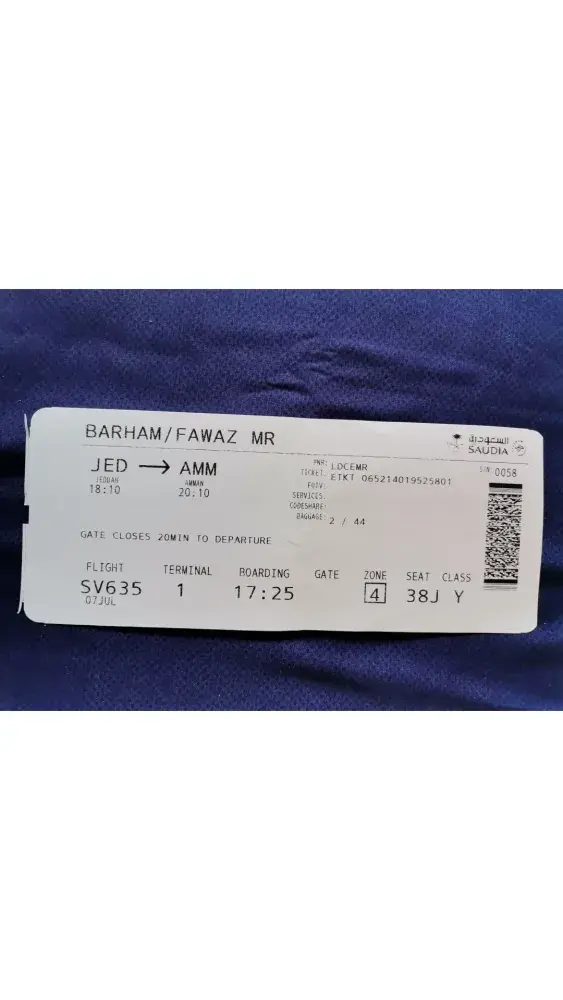 BARHAM/FAWAZ MR
السعودية
SAUDIA
JED → AMM
JEDDAH AMMAN
18:10 20:10
PNR: LDCEMR
TICKET: ETKT 065214019525801
FQTV:
SERVICES:
CODESHARE:
BAGGAGE: 2 / 44
S/N 0058
GATE CLOSES 20MIN TO DEPARTURE
FLIGHT TERMINAL BOARDING GATE ZONE SEAT CLASS
SV635 1 17:25 4 38J Y
07JUL